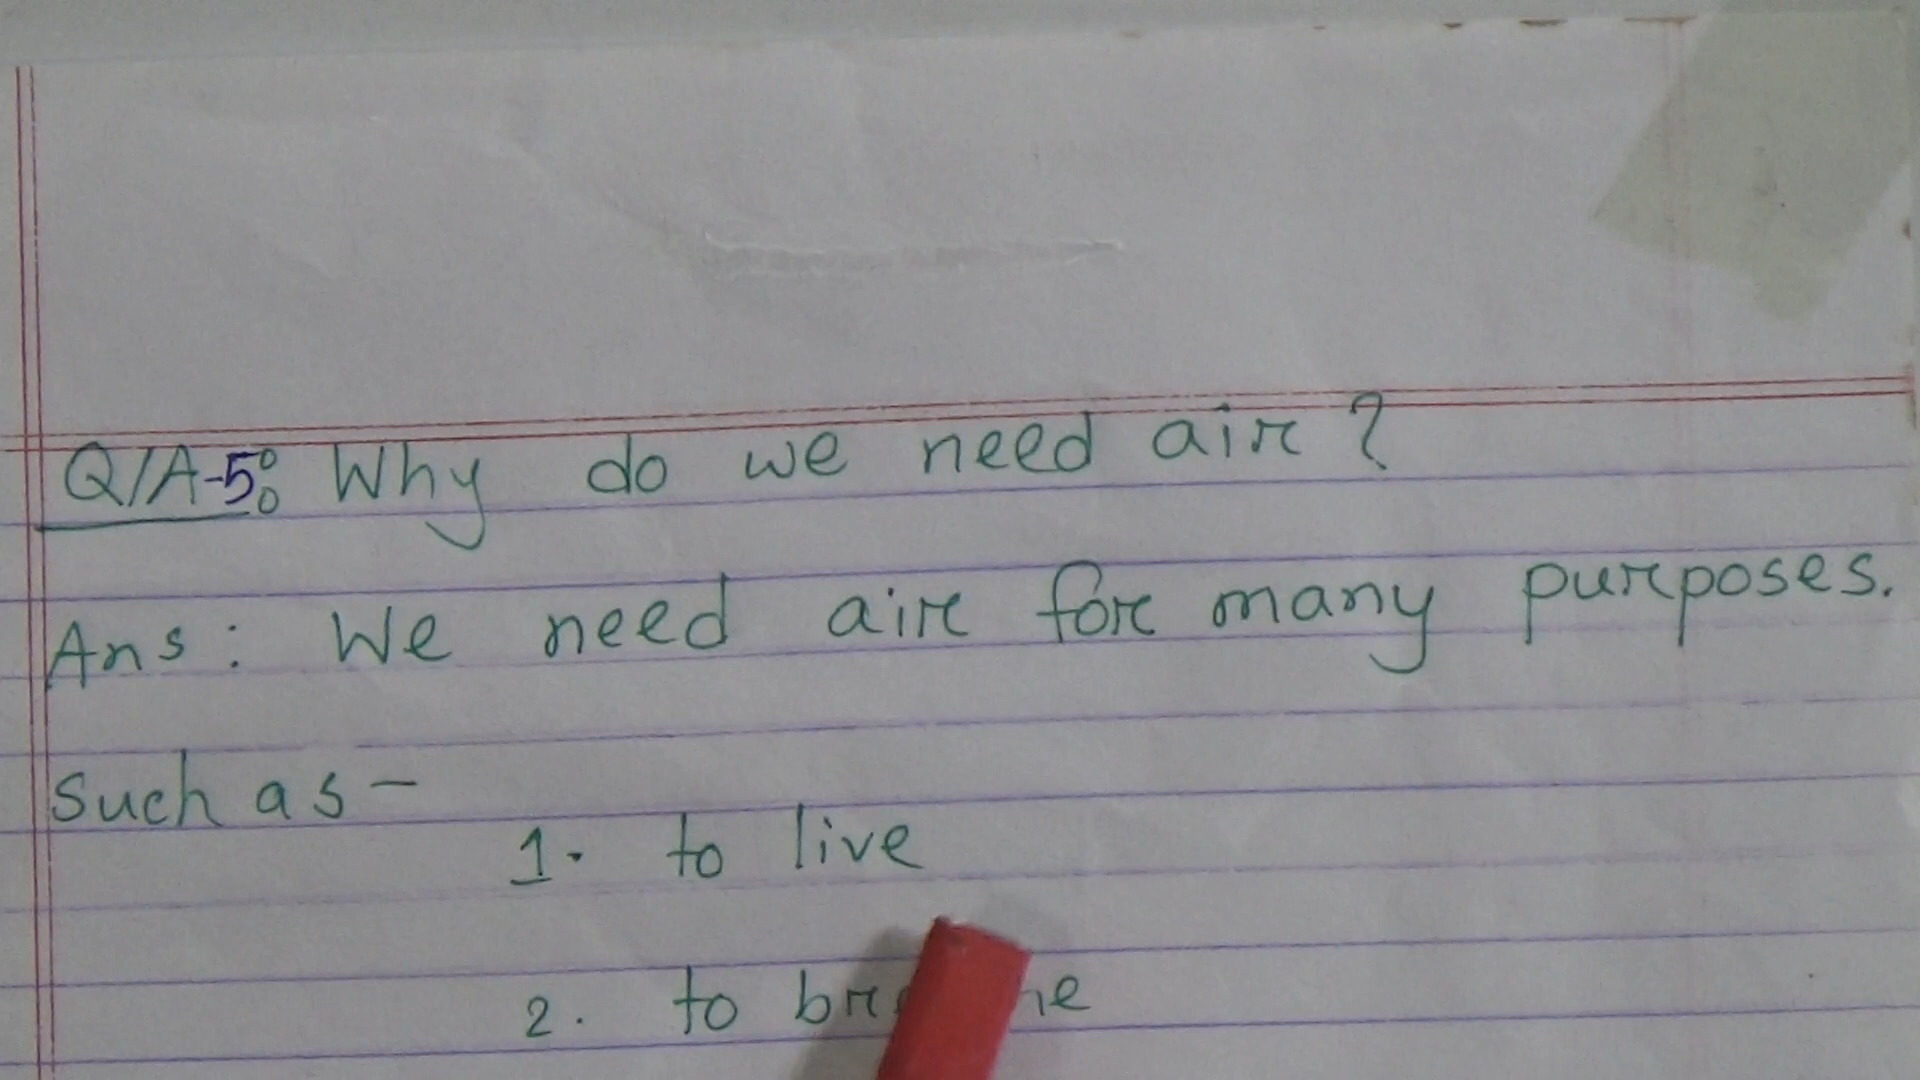 Q/A-5: Why do we need air?
Ans: We need air for many purposes.
Such as-
1. to live
2. to